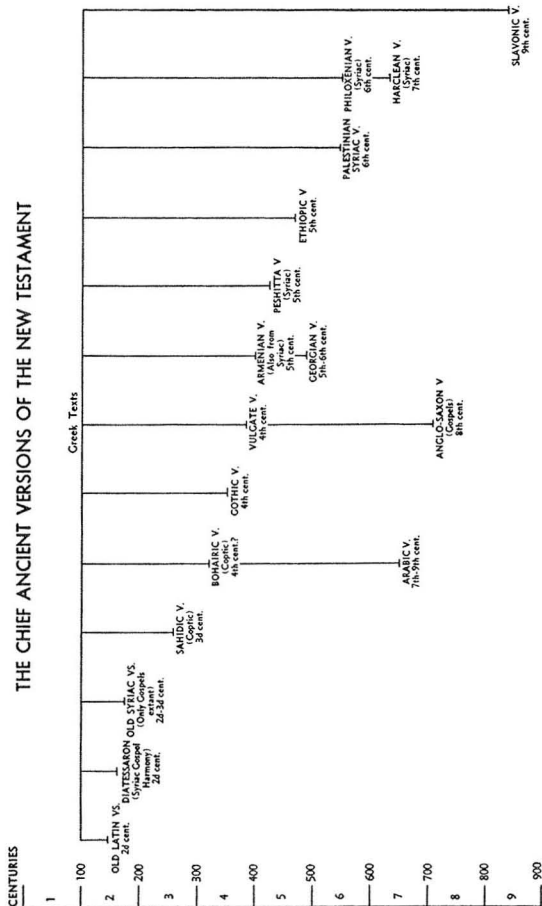 THE CHIEF ANCIENT VERSIONS OF THE NEW TESTAMENT
CENTURIES
Greek Texts
1
100
2
200
3
300
4
400
5
500
6
600
7
700
8
800
9
900
OLD LATIN VS.
2d cent.
DIATESSARON
(Syriac Gospel
Harmony)
2d cent.
OLD SYRIAC VS.
(Only Gospels
extant)
2d-3d cent.
SAHIDIC V.
(Coptic)
3d cent.
BOHAIRIC V.
(Coptic)
4th cent.?
ARABIC V.
7th-9th cent.
GOTHIC V.
4th cent.
VULGATE V.
4th cent.
ANGLO-SAXON V
(Gospels)
8th cent.
ARMENIAN V.
(Also from
Syriac)
5th cent.
GEORGIAN V.
5th-6th cent.
PESHITTA V
(Syriac)
5th cent.
ETHIOPIC V
5th cent.
PALESTINIAN
SYRIAC V.
6th cent.
PHILOXENIAN V.
(Syriac)
6th cent.
HARCLEAN V.
(Syriac)
7th cent.
SLAVONIC V.
9th cent.